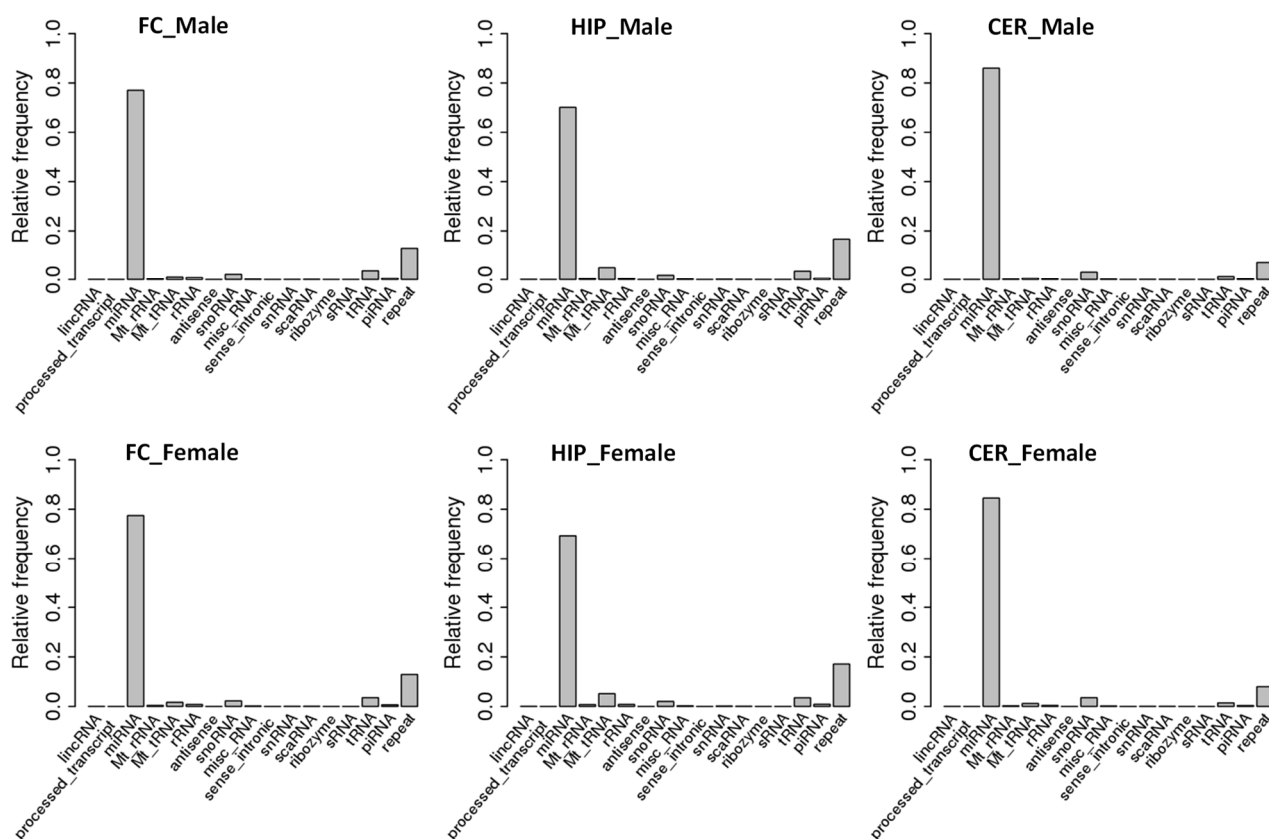 FC_Male
Relative frequency
0.0 0.2 0.4 0.6 0.8 1.0
lincRNA
processed_transcript
miRNA
Mt_rRNA
Mt_tRNA
rRNA
antisense
snoRNA
misc_RNA
sense_intronic
snRNA
scaRNA
ribozyme
sRNA
tRNA
piRNA
repeat
HIP_Male
Relative frequency
0.0 0.2 0.4 0.6 0.8 1.0
lincRNA
processed_transcript
miRNA
Mt_rRNA
Mt_tRNA
rRNA
antisense
snoRNA
misc_RNA
sense_intronic
snRNA
scaRNA
ribozyme
sRNA
tRNA
piRNA
repeat
CER_Male
Relative frequency
0.0 0.2 0.4 0.6 0.8 1.0
lincRNA
processed_transcript
miRNA
Mt_rRNA
Mt_tRNA
rRNA
antisense
snoRNA
misc_RNA
sense_intronic
snRNA
scaRNA
ribozyme
sRNA
tRNA
piRNA
repeat
FC_Female
Relative frequency
0.0 0.2 0.4 0.6 0.8 1.0
lincRNA
processed_transcript
miRNA
Mt_rRNA
Mt_tRNA
rRNA
antisense
snoRNA
misc_RNA
sense_intronic
snRNA
scaRNA
ribozyme
sRNA
tRNA
piRNA
repeat
HIP_Female
Relative frequency
0.0 0.2 0.4 0.6 0.8 1.0
lincRNA
processed_transcript
miRNA
Mt_rRNA
Mt_tRNA
rRNA
antisense
snoRNA
misc_RNA
sense_intronic
snRNA
scaRNA
ribozyme
sRNA
tRNA
piRNA
repeat
CER_Female
Relative frequency
0.0 0.2 0.4 0.6 0.8 1.0
lincRNA
processed_transcript
miRNA
Mt_rRNA
Mt_tRNA
rRNA
antisense
snoRNA
misc_RNA
sense_intronic
snRNA
scaRNA
ribozyme
sRNA
tRNA
piRNA
repeat